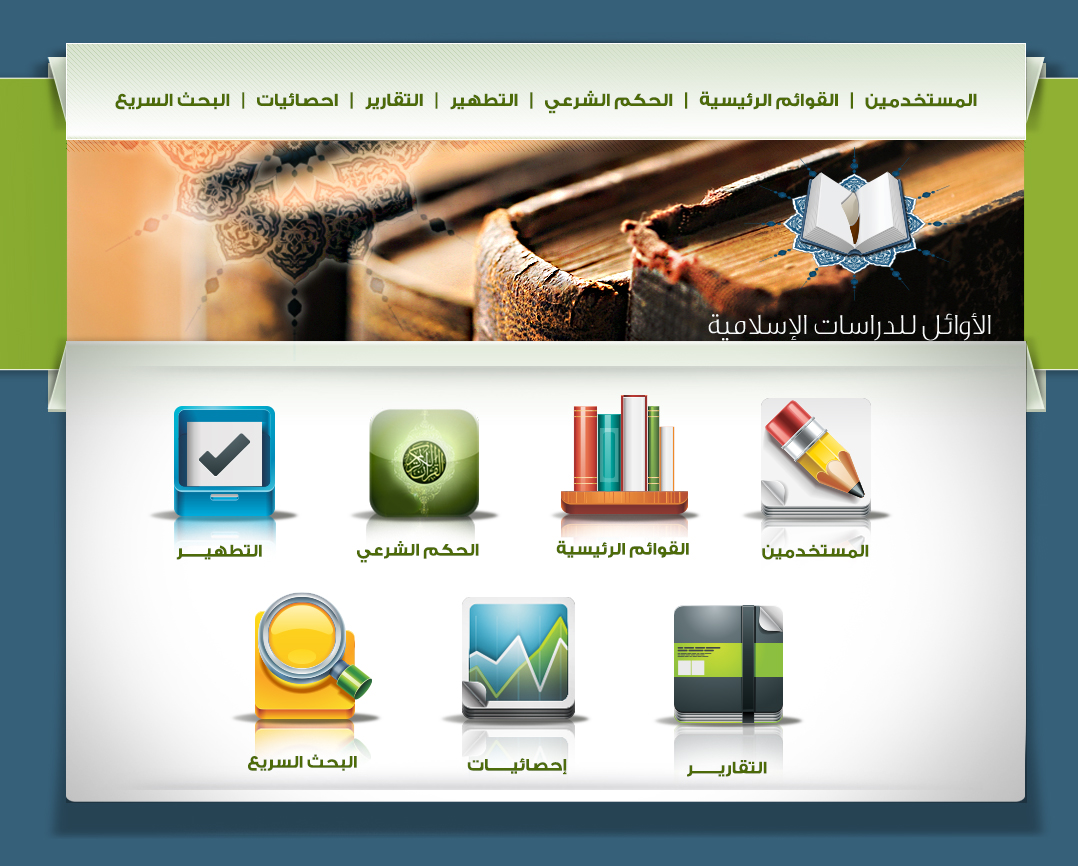 المستخدمين | القوائم الرئيسية | الحكم الشرعي | التطهير | التقارير | احصائيات | البحث السريع
الأوائل للدراسات الإسلامية
المستخدمين
القوائم الرئيسية
الحكم الشرعي
التطهيـــر
التقاريـــر
إحصائيـــات
البحث السريع